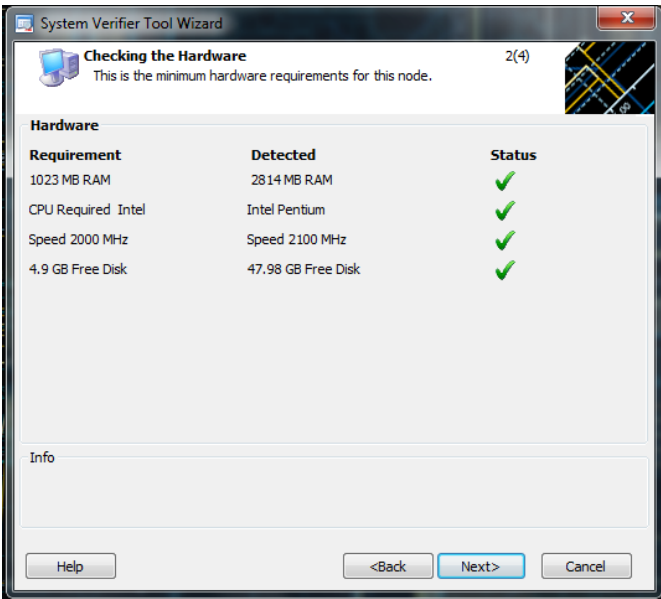 System Verifier Tool Wizard
x
Checking the Hardware 2(4)
This is the minimum hardware requirements for this node.
Hardware
Requirement Detected Status
1023 MB RAM 2814 MB RAM
CPU Required Intel Intel Pentium
Speed 2000 MHz Speed 2100 MHz
4.9 GB Free Disk 47.98 GB Free Disk
Info
Help <Back Next> Cancel